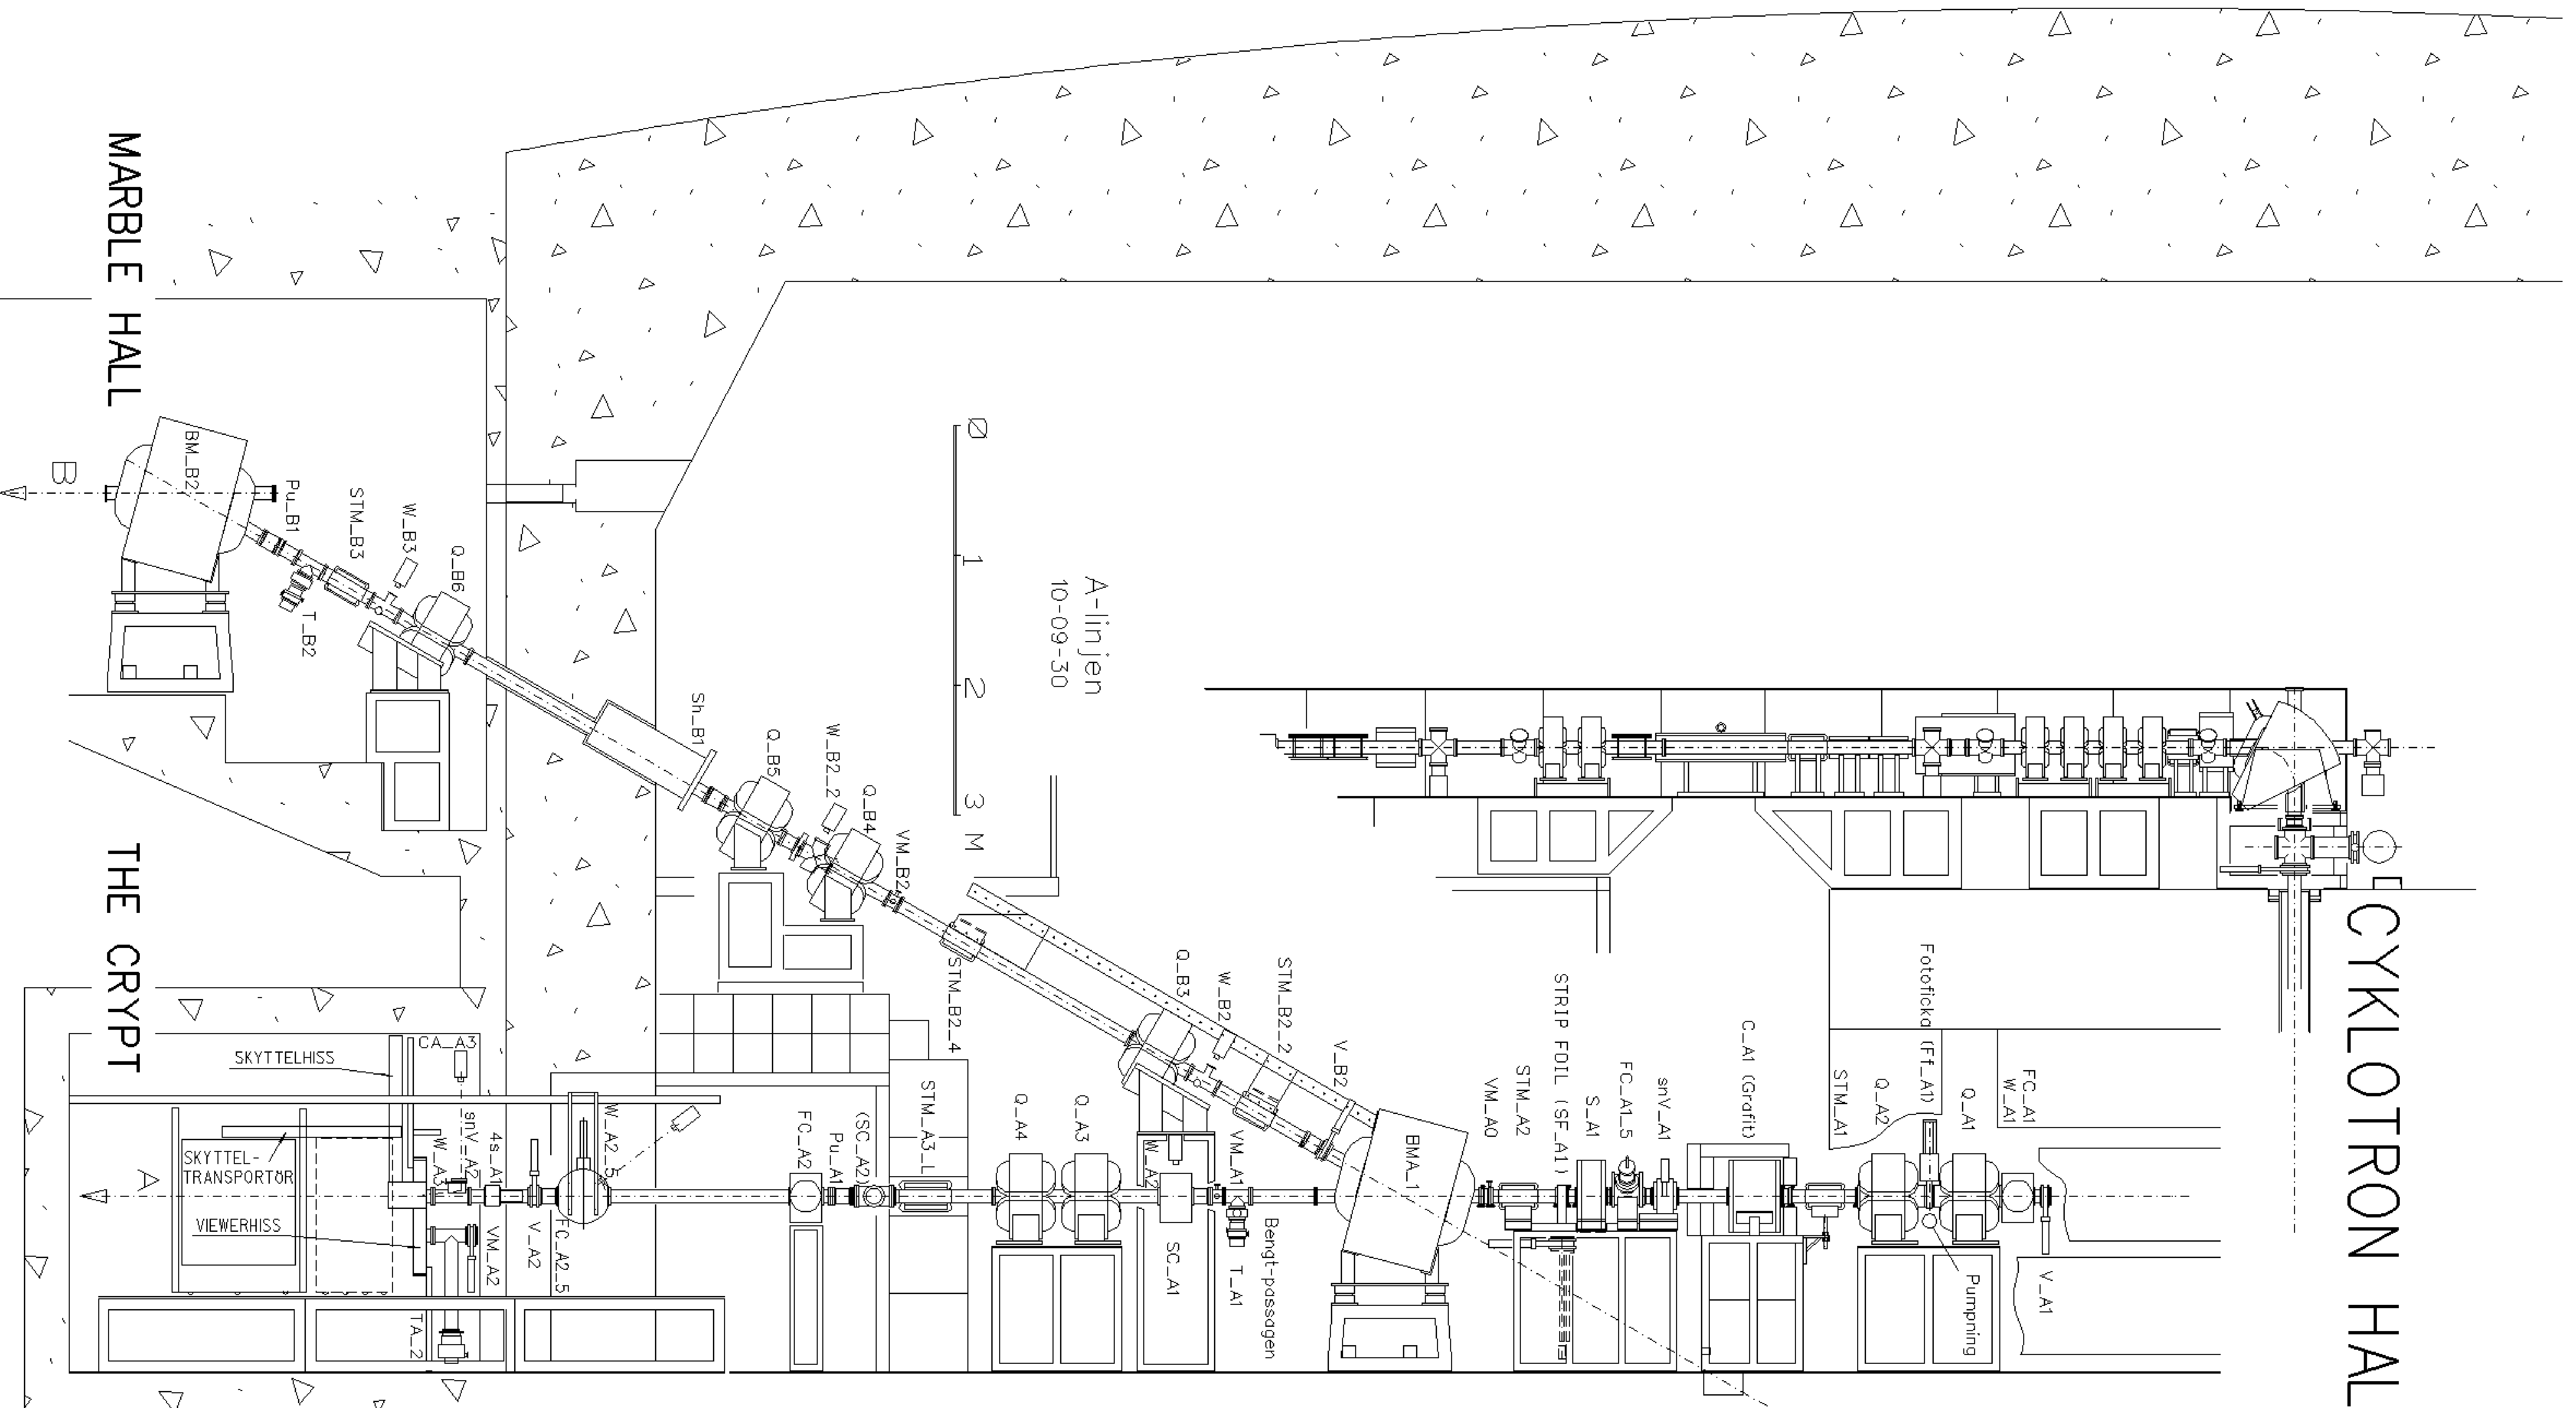 MARBLE HALL
THE CRYPT
CYKLOTRON HAL
A-linjen
10-09-30
Ø
1
2
3 M
B
BM_B2
Pu_B1
T_B2
STM_B3
W_B3
Q_B6
Sh_B1
Q_B5
W_B2_2
Q_B4
VM_B2
STM_B2_4
Q_B3
W_B2
STM_B2_2
V_B2
BMA_1
VM_A0
STM_A2
STRIP FOIL (SF_A1)
S_A1
FC_A1_5
snV_A1
C_A1 (Grafit)
STM_A1
Q_A2
Fotoficka (Ff_A1)
Q_A1
FC_A1
W_A1
V_A1
Pumpning
Bengt-passagen
T_A1
VM_A1
W_A2
SC_A1
Q_A3
Q_A4
STM_A3_L
(SC_A2)
Pu_A1
FC_A2
W_A2_5
FC_A2_5
V_A2
4s_A1
VM_A2
snV_A2
W_A3
CA_A3
TA_2
SKYTTELHISS
SKYTTEL-
TRANSPORTÖR
VIEWERHISS
A